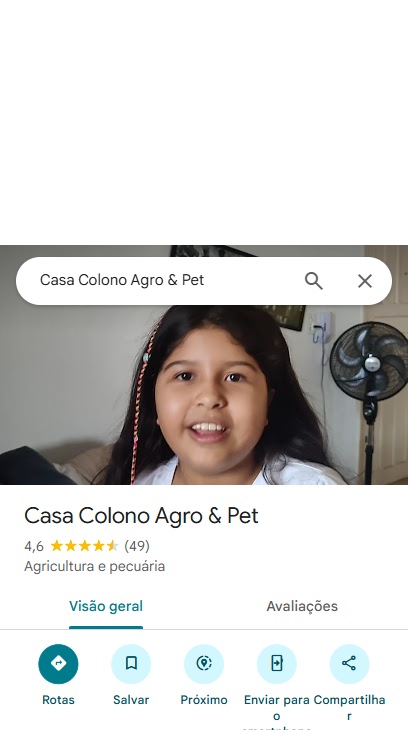 Casa Colono Agro & Pet
Casa Colono Agro & Pet
4,6 (49)
Agricultura e pecuária
Visão geral Avaliações
Rotas Salvar Próximo Enviar para o smartphone Compartilhar